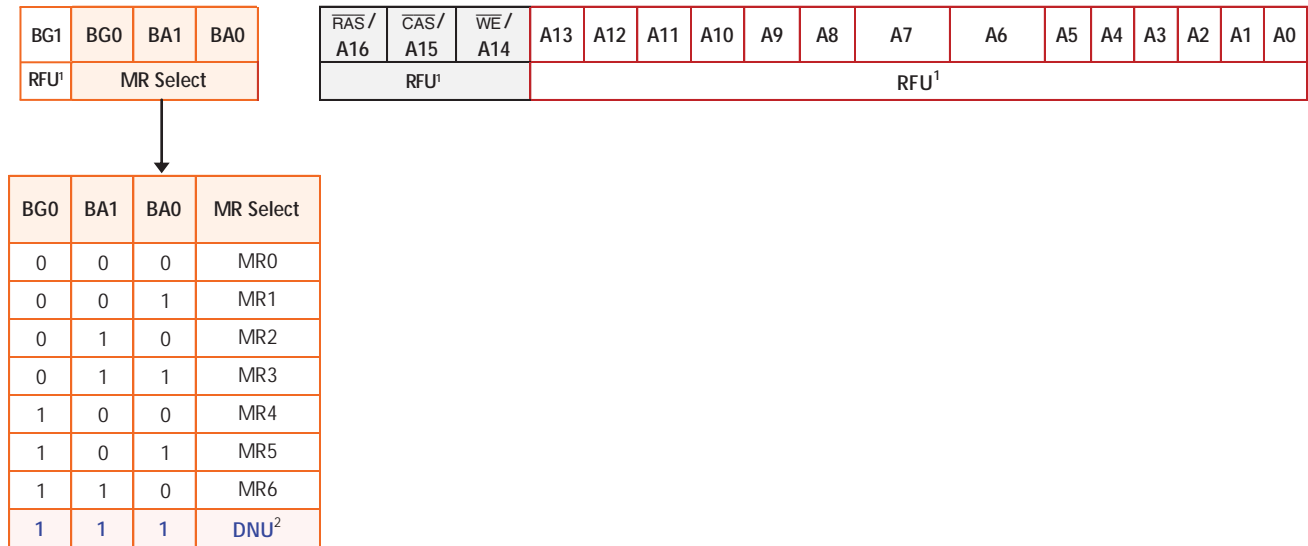 BG1 BG0 BA1 BA0 RAS/ A16 CAS/ A15 WE/ A14 A13 A12 A11 A10 A9 A8 A7 A6 A5 A4 A3 A2 A1 A0
RFU¹ MR Select RFU¹ RFU¹
BG0 BA1 BA0 MR Select
0 0 0 MR0
0 0 1 MR1
0 1 0 MR2
0 1 1 MR3
1 0 0 MR4
1 0 1 MR5
1 1 0 MR6
1 1 1 DNU²